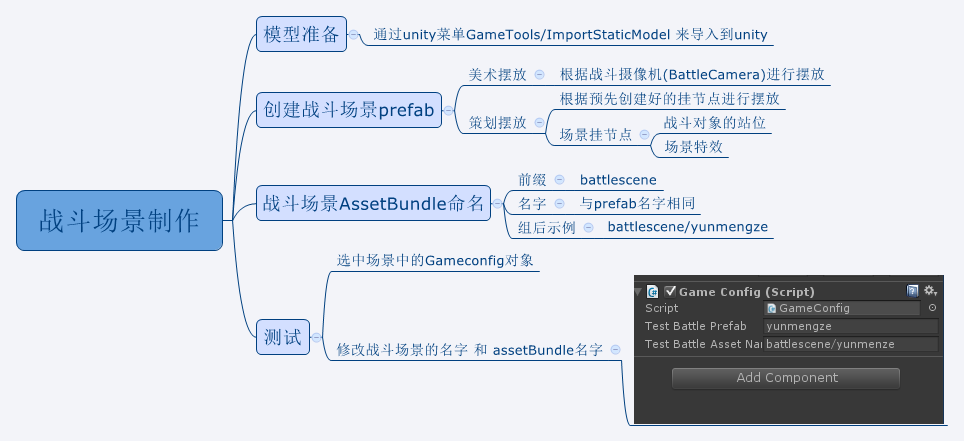 战斗场景制作
模型准备
通过unity菜单GameTools/ImportStaticModel 来导入到unity
创建战斗场景prefab
美术摆放
根据战斗摄像机(BattleCamera)进行摆放
策划摆放
根据预先创建好的挂节点进行摆放
场景挂节点
战斗对象的站位
场景特效
战斗场景AssetBundle命名
前缀
battlescene
名字
与prefab名字相同
组后示例
battlescene/yunmengze
测试
选中场景中的Gameconfig对象
修改战斗场景的名字 和 assetBundle名字
Game Config (Script)
Script
GameConfig
Test Battle Prefab
yunmengze
Test Battle Asset Nai
battlescene/yunmenze
Add Component